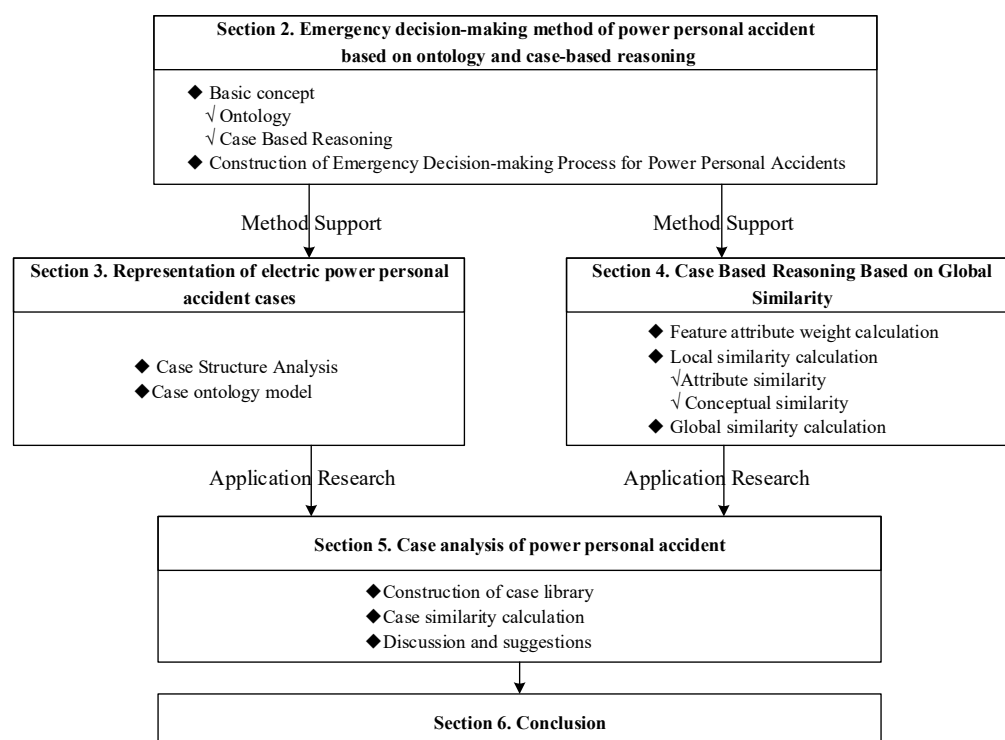 Section 2. Emergency decision-making method of power personal accident
based on ontology and case-based reasoning
◆ Basic concept
√ Ontology
√ Case Based Reasoning
◆ Construction of Emergency Decision-making Process for Power Personal Accidents
Method Support
Method Support
Section 3. Representation of electric power personal
accident cases
◆ Case Structure Analysis
◆ Case ontology model
Section 4. Case Based Reasoning Based on Global
Similarity
◆ Feature attribute weight calculation
◆ Local similarity calculation
√Attribute similarity
√ Conceptual similarity
◆ Global similarity calculation
Application Research
Application Research
Section 5. Case analysis of power personal accident
◆Construction of case library
◆Case similarity calculation
◆Discussion and suggestions
Section 6. Conclusion